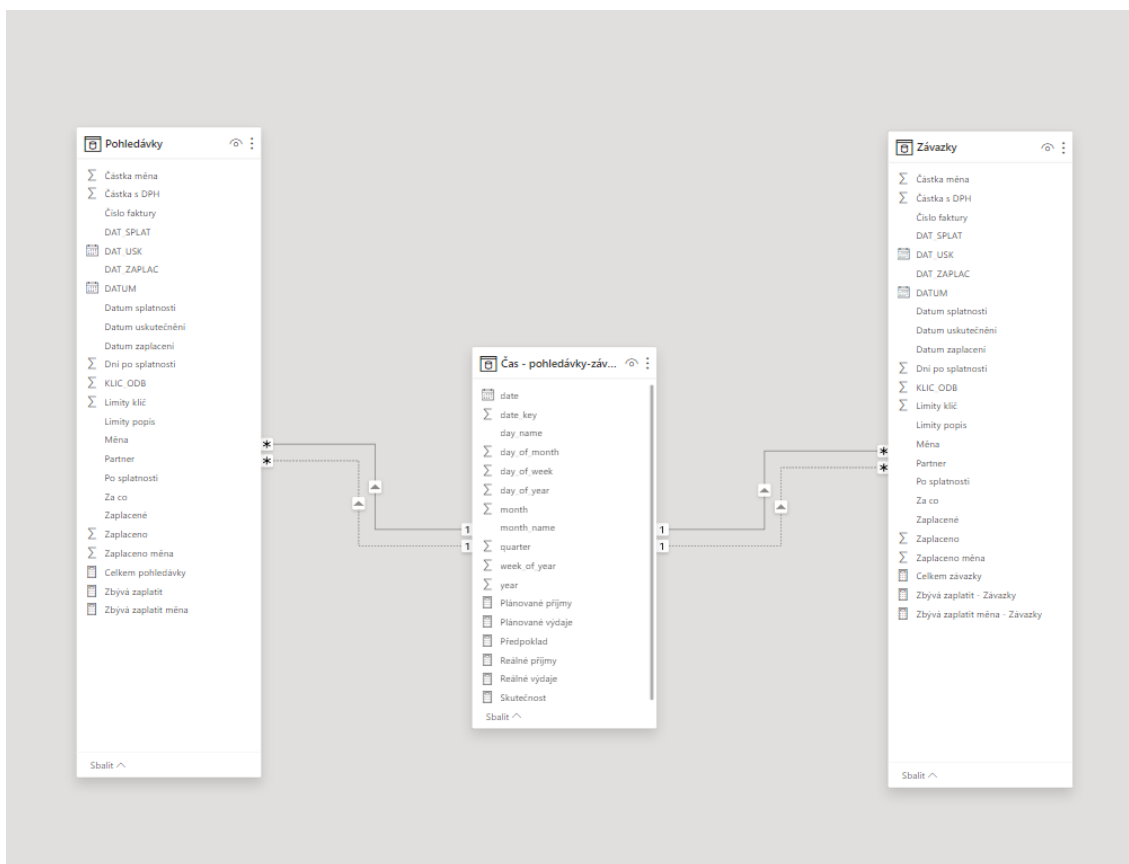 Pohledávky
Částka měna
Částka s DPH
Číslo faktury
DAT_SPLAT
DAT_USK
DAT_ZAPLAC
DATUM
Datum splatnosti
Datum uskutečnění
Datum zaplacení
Dní po splatnosti
KLIC_ODB
Limity klíč
Limity popis
Měna
Partner
Po splatnosti
Za co
Zaplacené
Zaplaceno
Zaplaceno měna
Celkem pohledávky
Zbývá zaplatit
Zbývá zaplatit měna
Sbalit
*
*
1
1
Čas - pohledávky-záv...
date
date_key
day_name
day_of_month
day_of_week
day_of_year
month
month_name
quarter
week_of_year
year
Plánované příjmy
Plánované výdaje
Předpoklad
Reálné příjmy
Reálné výdaje
Skutečnost
Sbalit
1
1
*
*
Závazky
Částka měna
Částka s DPH
Číslo faktury
DAT_SPLAT
DAT_USK
DAT_ZAPLAC
DATUM
Datum splatnosti
Datum uskutečnění
Datum zaplacení
Dní po splatnosti
KLIC_ODB
Limity klíč
Limity popis
Měna
Partner
Po splatnosti
Za co
Zaplacené
Zaplaceno
Zaplaceno měna
Celkem závazky
Zbývá zaplatit - Závazky
Zbývá zaplatit měna - Závazky
Sbalit